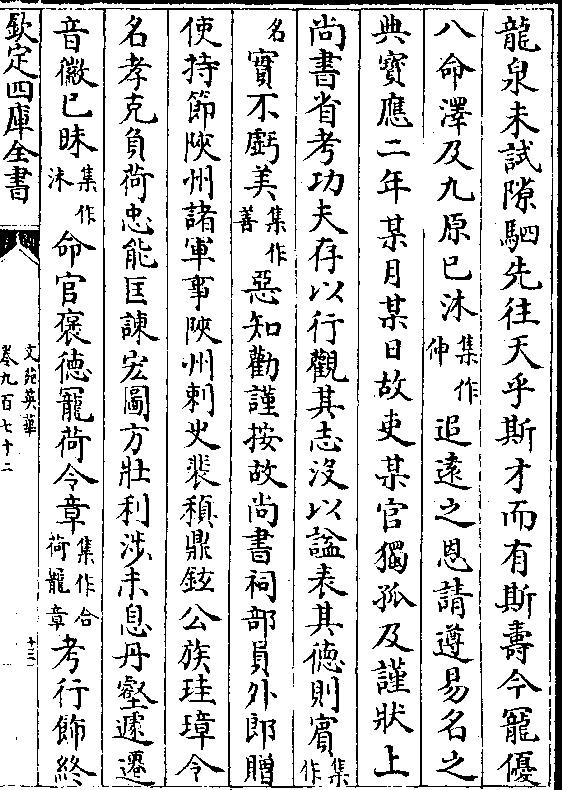 龍泉未試隙駟先往天乎斯才而有斯壽今寵優
八命澤及九原已沐集作伸追遠之恩請遵易名之
典寶應二年某月某日故吏某官獨孤及謹狀上
尚書省考功夫存以行觀其志沒以諡表其德則賓集作
名實不虧美集作善惡知勸謹按故尚書祠部員外郎贈
使持節陜州諸軍事陜州刺史裴稹鼎鉉公族珪璋令
名孝克負荷忠能匡諫宏圖方壯利涉未息丹壑遽遷
音徽已昧集作沬命官褒德寵荷令章集作合荷寵章考行飾終
欽定四庫全書
文苑英華
卷九百七十二
十三